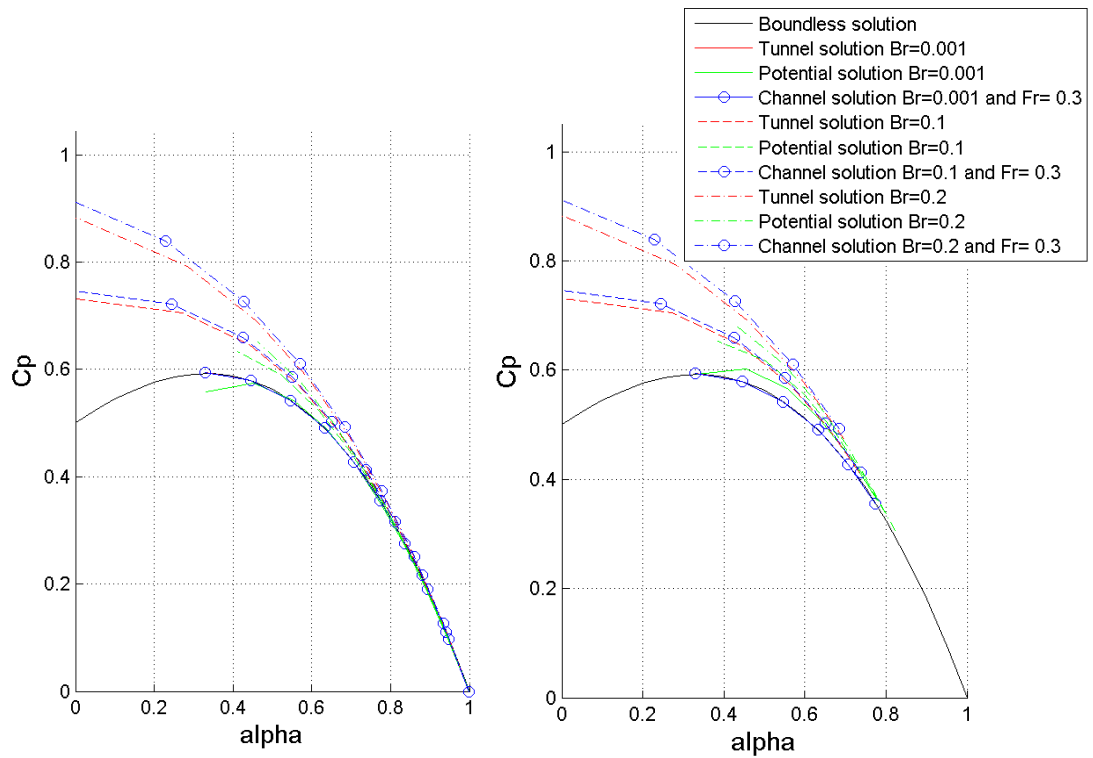 Boundless solution
Tunnel solution Br=0.001
Potential solution Br=0.001
Channel solution Br=0.001 and Fr= 0.3
Tunnel solution Br=0.1
Potential solution Br=0.1
Channel solution Br=0.1 and Fr= 0.3
Tunnel solution Br=0.2
Potential solution Br=0.2
Channel solution Br=0.2 and Fr= 0.3
1
0.8
0.6
0.4
0.2
0
Cp
0 0.2 0.4 0.6 0.8 1
alpha
1
0.8
0.6
0.4
0.2
0
Cp
0 0.2 0.4 0.6 0.8 1
alpha